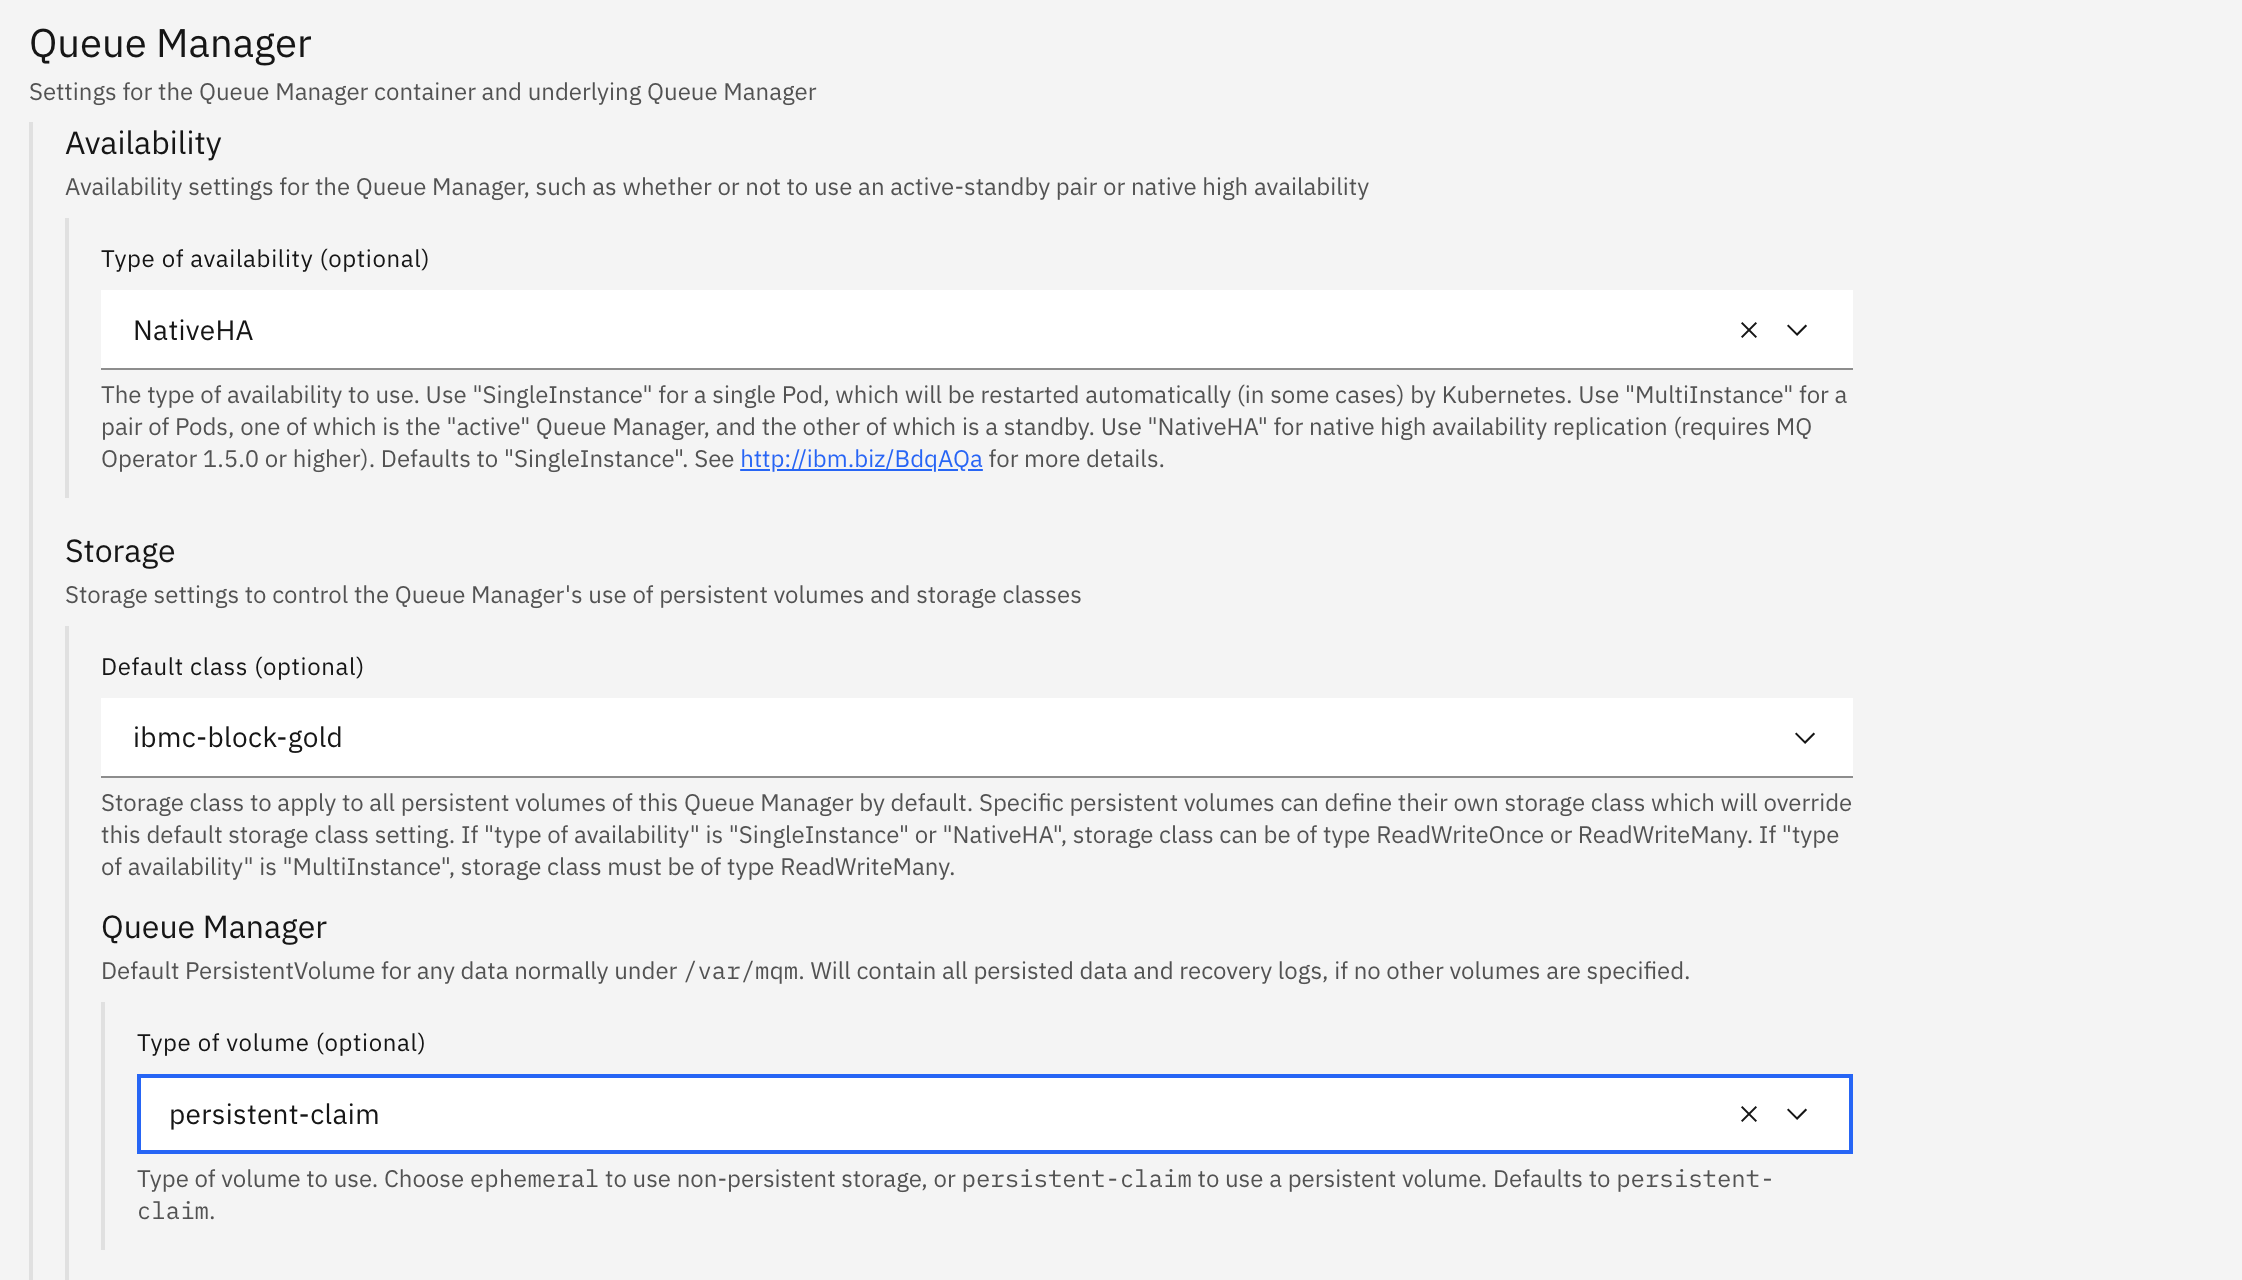 Queue Manager
Settings for the Queue Manager container and underlying Queue Manager
Availability
Availability settings for the Queue Manager, such as whether or not to use an active-standby pair or native high availability
Type of availability (optional)
NativeHA
The type of availability to use. Use "SingleInstance" for a single Pod, which will be restarted automatically (in some cases) by Kubernetes. Use "MultiInstance" for a
pair of Pods, one of which is the "active" Queue Manager, and the other of which is a standby. Use "NativeHA" for native high availability replication (requires MQ
Operator 1.5.0 or higher). Defaults to "SingleInstance". See http://ibm.biz/BdqAQa for more details.
Storage
Storage settings to control the Queue Manager's use of persistent volumes and storage classes
Default class (optional)
ibmc-block-gold
Storage class to apply to all persistent volumes of this Queue Manager by default. Specific persistent volumes can define their own storage class which will override
this default storage class setting. If "type of availability" is "SingleInstance" or "NativeHA", storage class can be of type ReadWriteOnce or ReadWriteMany. If "type
of availability" is "MultiInstance", storage class must be of type ReadWriteMany.
Queue Manager
Default PersistentVolume for any data normally under /var/mqm. Will contain all persisted data and recovery logs, if no other volumes are specified.
Type of volume (optional)
persistent-claim
Type of volume to use. Choose ephemeral to use non-persistent storage, or persistent-claim to use a persistent volume. Defaults to persistent-
claim.